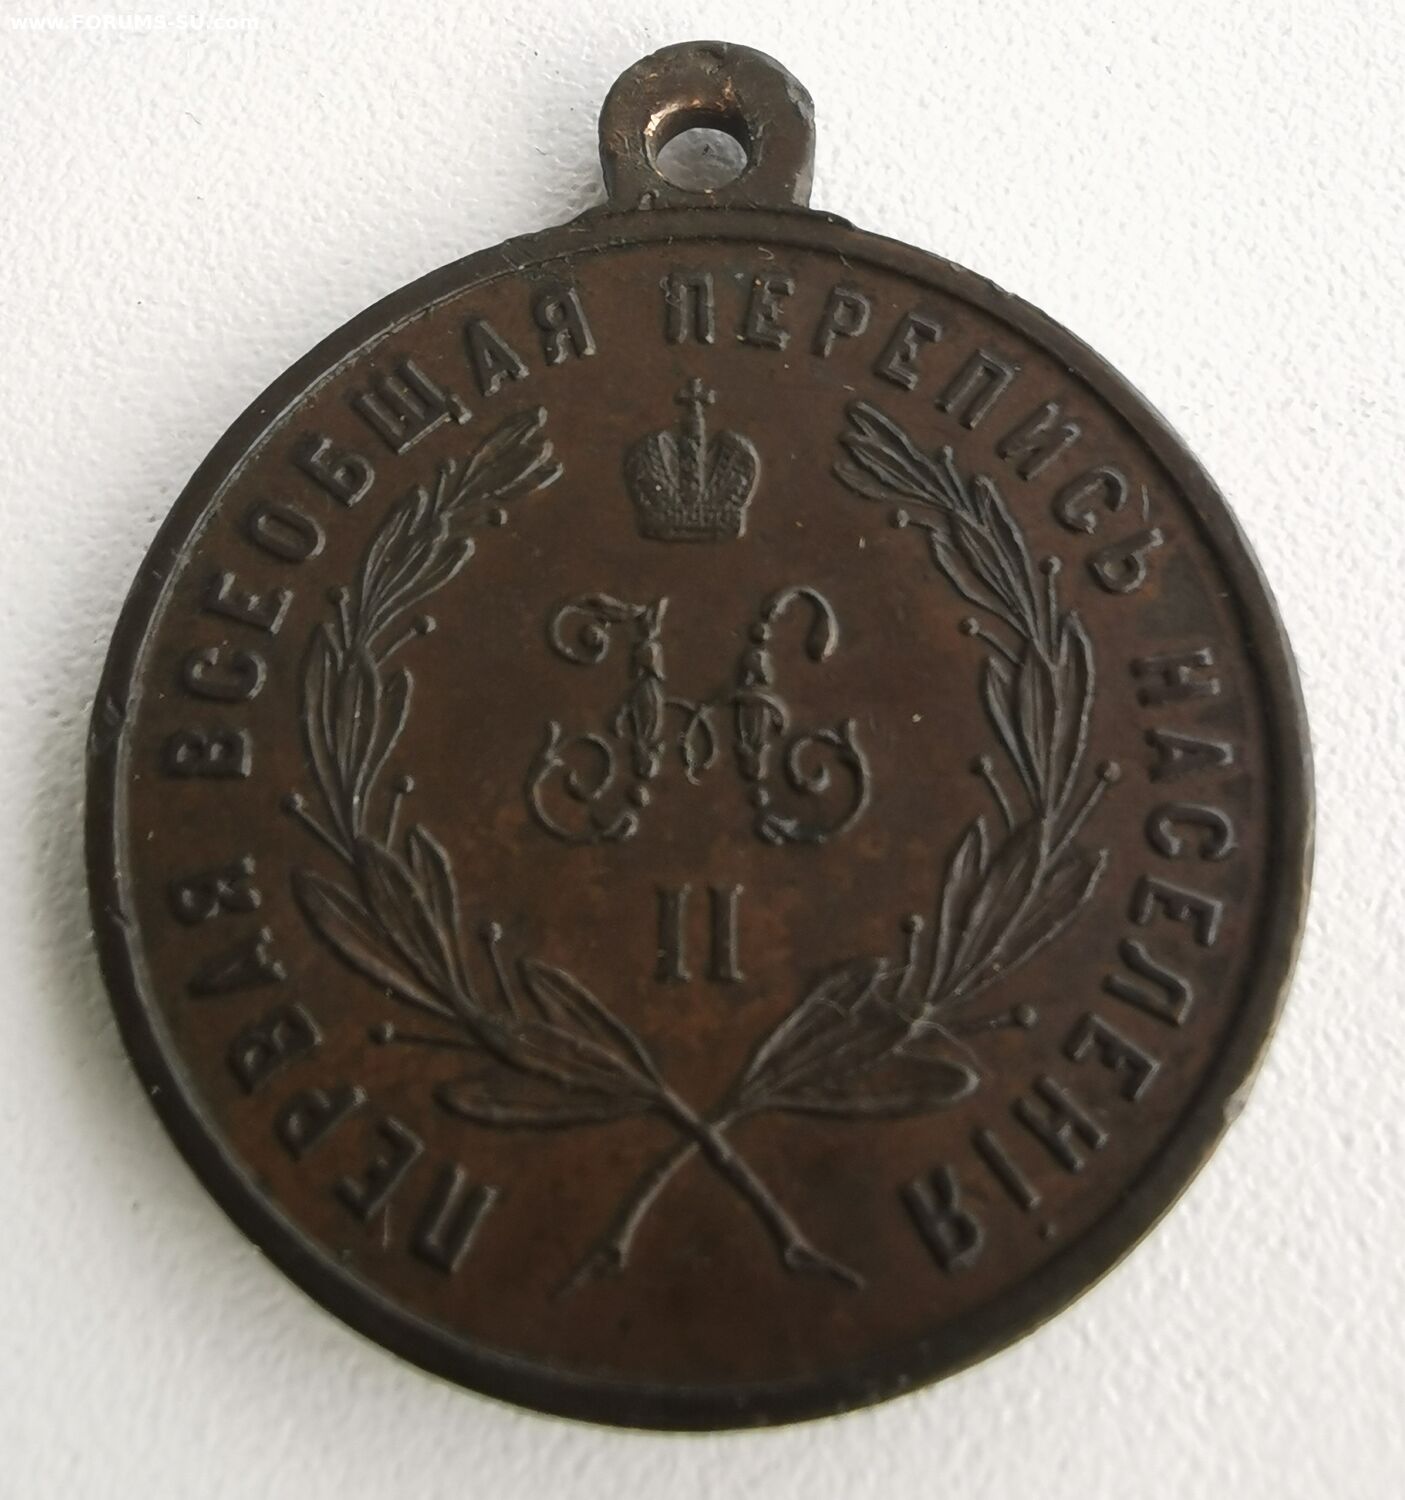 www.FORUMS-SU.com
ПЕРВАЯ ВСЕОБЩАЯ ПЕРЕПИСЬ НАСЕЛЕНІЯ
Н
II